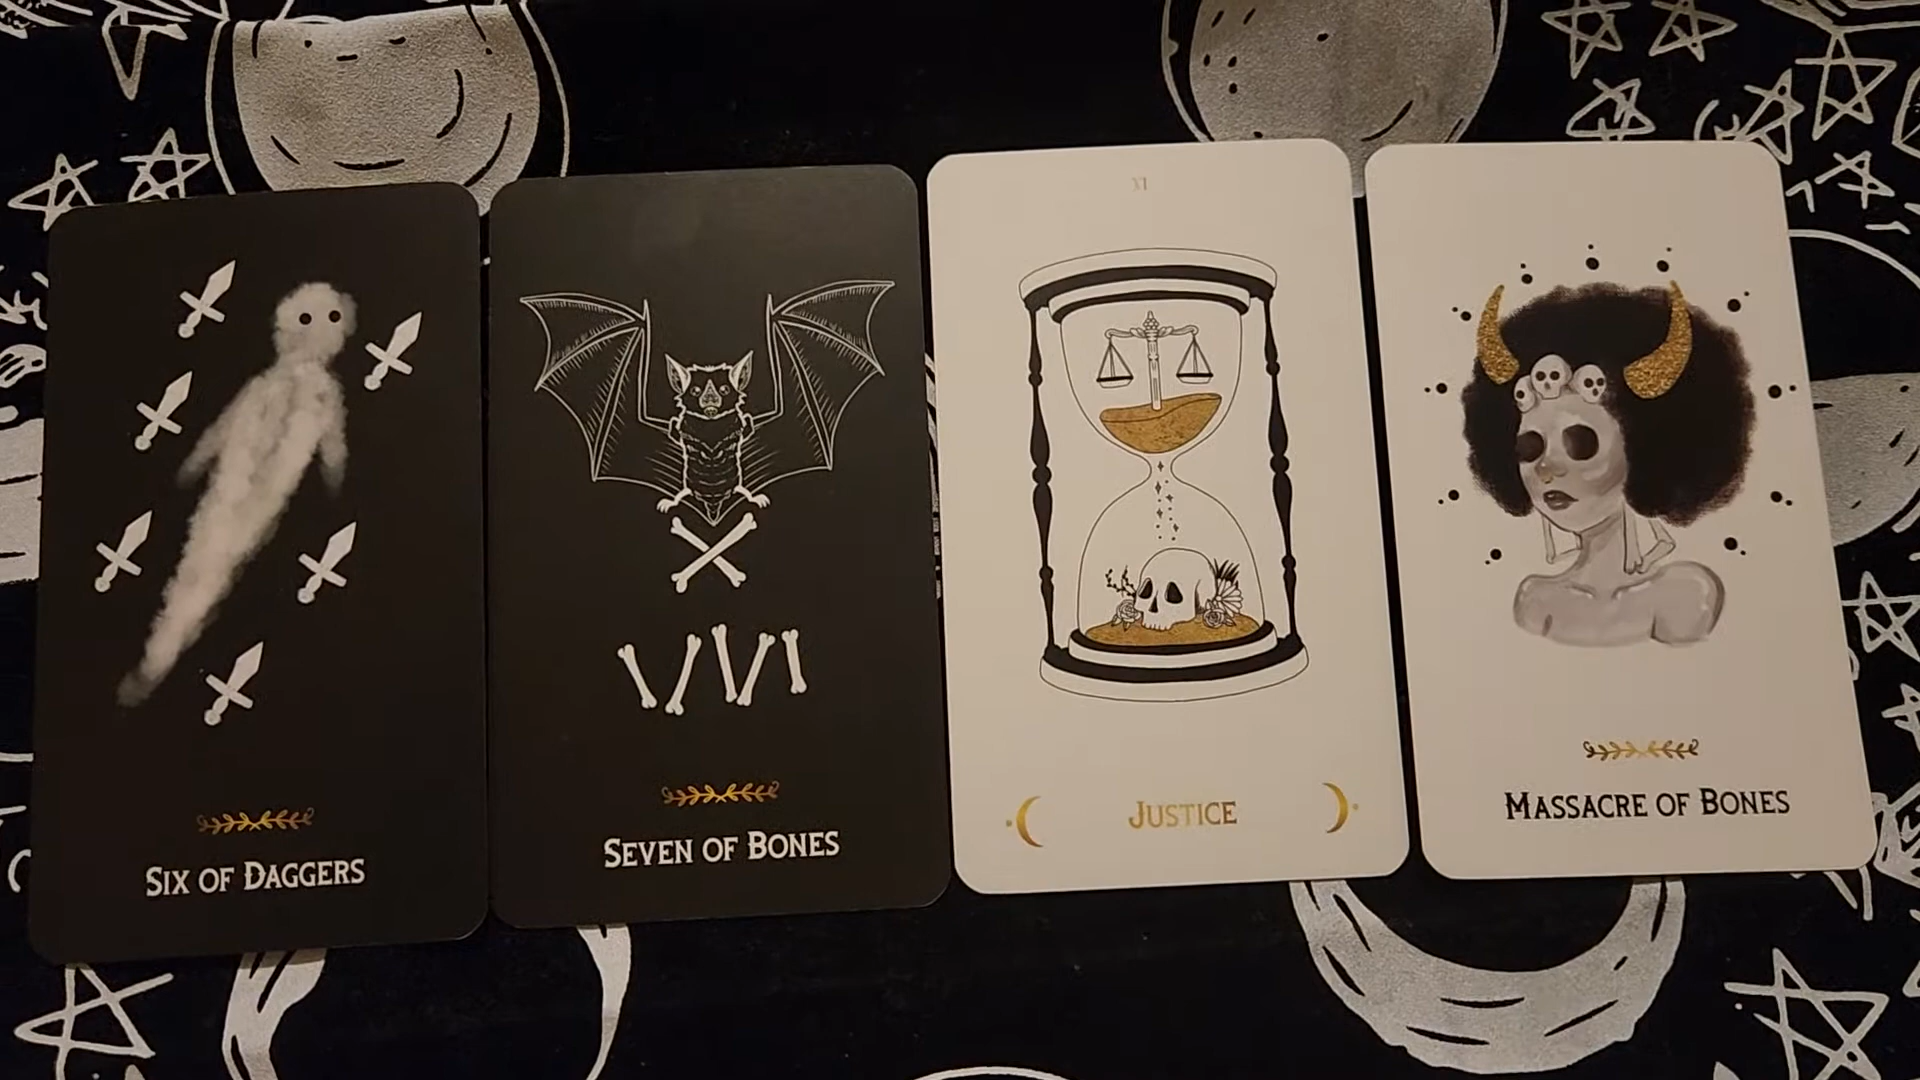 Six of Daggers
Seven of Bones
XI
Justice
Massacre of Bones